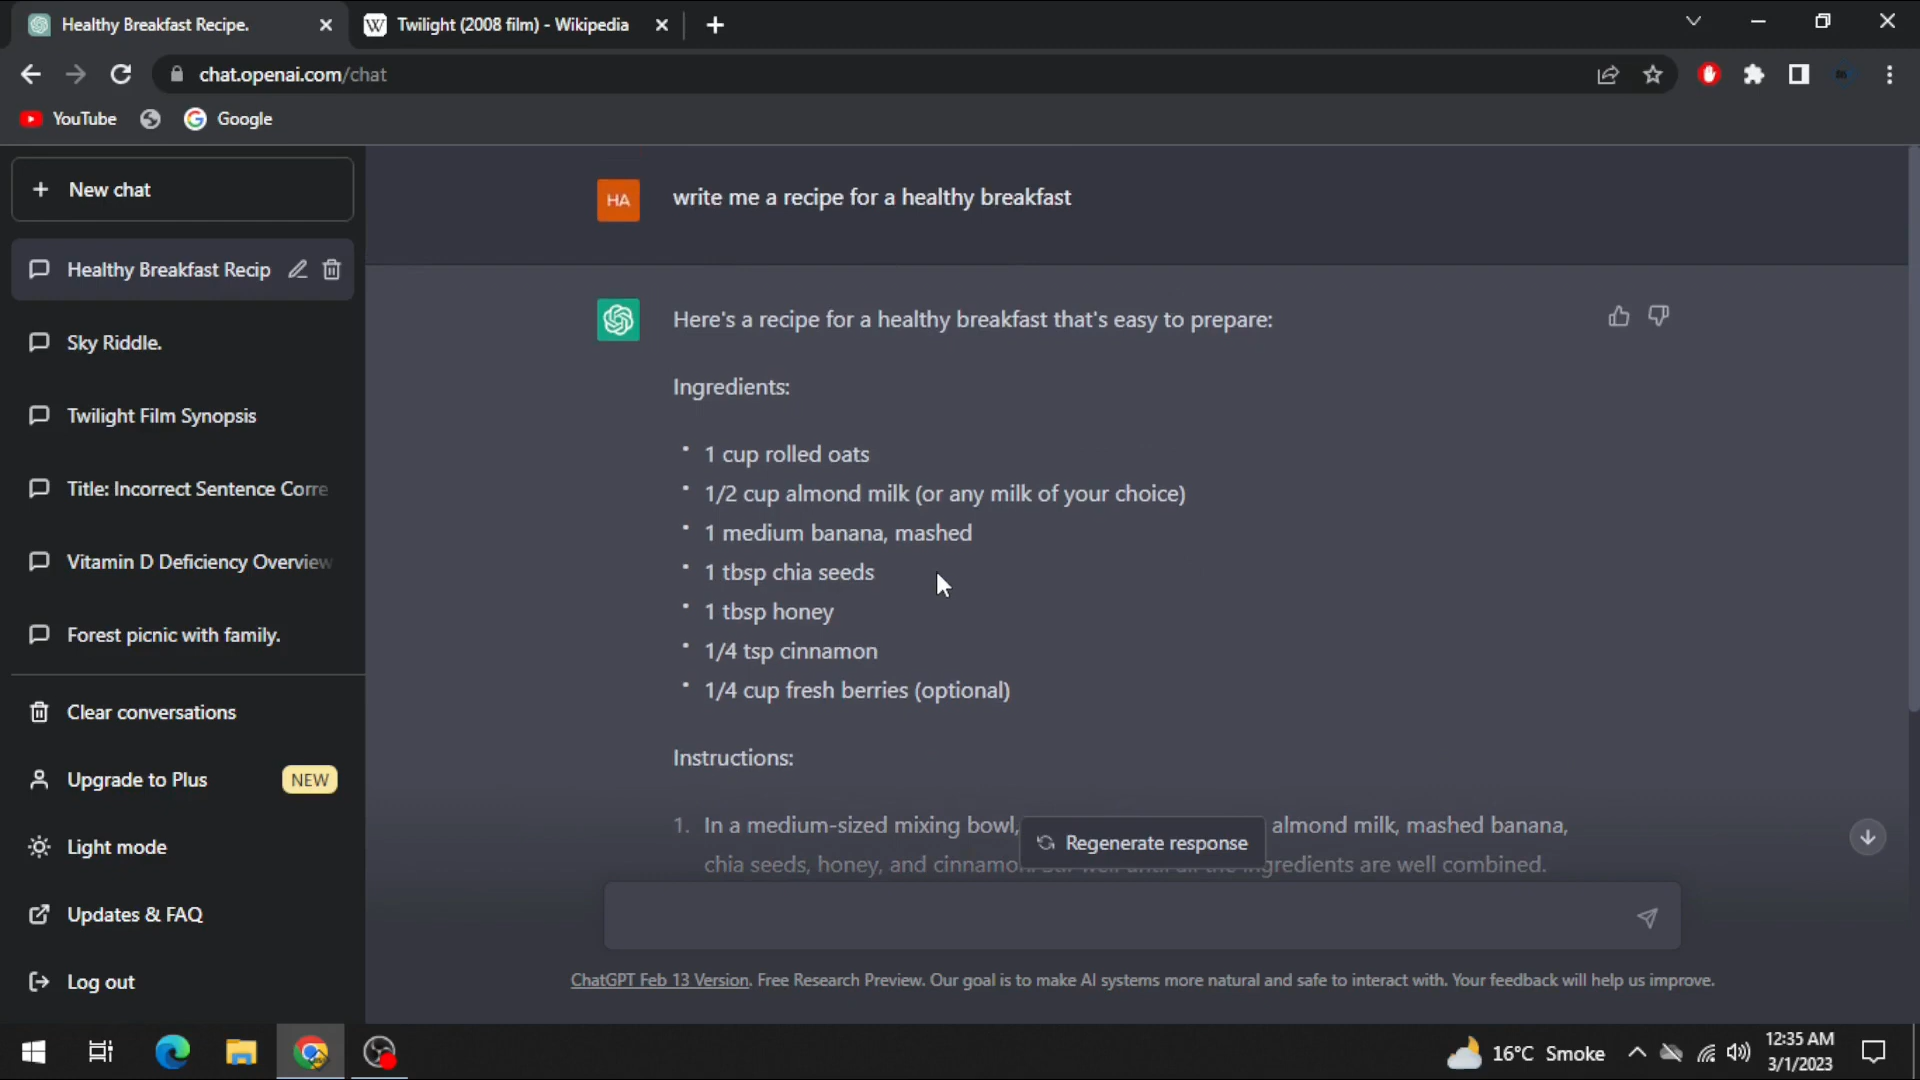 Healthy Breakfast Recipe.
Twilight (2008 film) - Wikipedia
chat.openai.com/chat
YouTube
Google
New chat
Healthy Breakfast Recip
Sky Riddle.
Twilight Film Synopsis
Title: Incorrect Sentence Corre
Vitamin D Deficiency Overview
Forest picnic with family.
Clear conversations
Upgrade to Plus NEW
Light mode
Updates & FAQ
Log out
HA write me a recipe for a healthy breakfast
Here's a recipe for a healthy breakfast that's easy to prepare:
Ingredients:
• 1 cup rolled oats
• 1/2 cup almond milk (or any milk of your choice)
• 1 medium banana, mashed
• 1 tbsp chia seeds
• 1 tbsp honey
• 1/4 tsp cinnamon
• 1/4 cup fresh berries (optional)
Instructions:
1. In a medium-sized mixing bowl, almond milk, mashed banana,
Regenerate response
chia seeds, honey, and cinnamon. ingredients are well combined.
ChatGPT Feb 13 Version. Free Research Preview. Our goal is to make AI systems more natural and safe to interact with. Your feedback will help us improve.
16°C Smoke
12:35 AM
3/1/2023